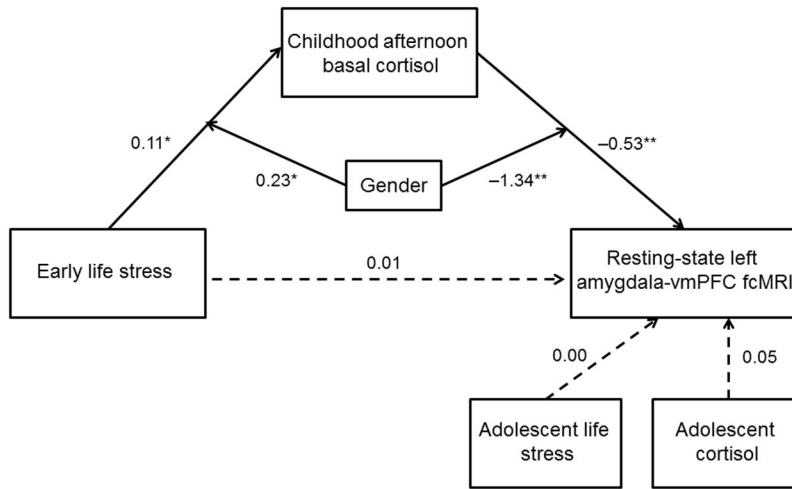 Childhood afternoon
basal cortisol
0.11*
–0.53**
0.23*
Gender
–1.34**
Early life stress
0.01
Resting-state left
amygdala-vmPFC fcMRI
0.00
0.05
Adolescent life
stress
Adolescent
cortisol